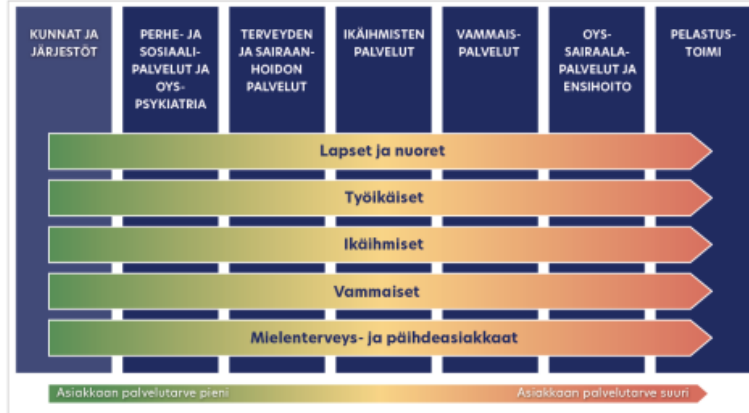 KUNNAT JA
JÄRJESTÖT
PERHE- JA
SOSIAALI-
PALVELUT JA
OYS-
PSYKIATRIA
TERVEYDEN
JA SAIRAAN-
HOIDON
PALVELUT
IKÄIHMISTEN
PALVELUT
VAMMAIS-
PALVELUT
OYS-
SAIRAALA-
PALVELUT JA
ENSIHOITO
PELASTUS-
TOIMI
Lapset ja nuoret
Työikäiset
Ikäihmiset
Vammaiset
Mielenterveys- ja päihdeasiakkaat
Asiakkaan palvelutarve pieni
Asiakkaan palvelutarve suuri